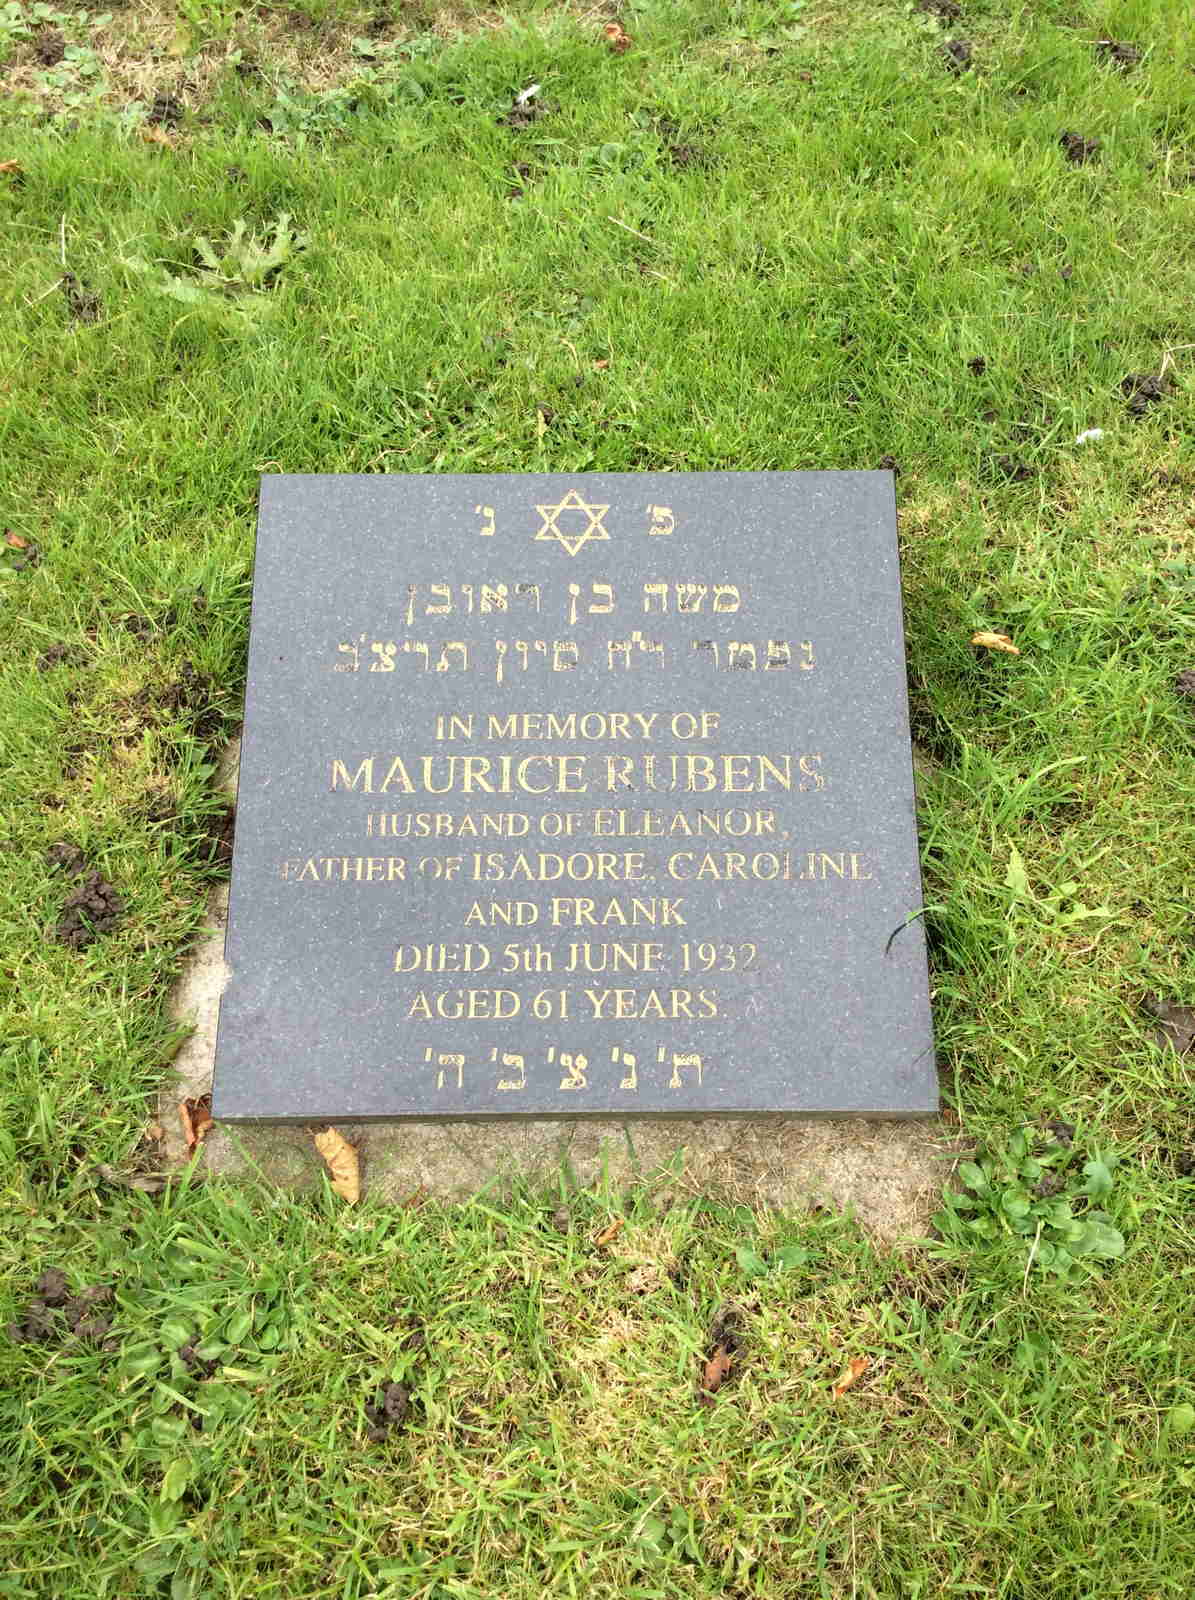 פ' נ'
משה בן ראובן
נפטר ר"ח סיון תרצ'ב
IN MEMORY OF
MAURICE RUBENS
HUSBAND OF ELEANOR,
FATHER OF ISADORE, CAROLINE
AND FRANK
DIED 5th JUNE 1932
AGED 61 YEARS.
ת' נ' צ' ב' ה'